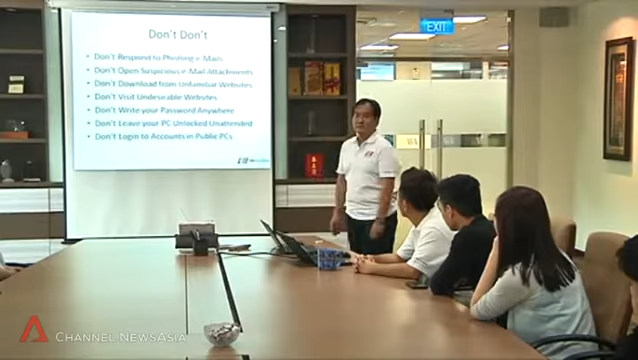 EXIT
Don't Don't
• Don't Respond to Phishing e-Mails
• Don't Open Suspicious e-Mail Attachments
• Don't Download from Unfamiliar Websites
• Don't Visit Undesirable Websites
• Don't Write your Password Anywhere
• Don't Leave your PC Unlocked Unattended
• Don't Login to Accounts in Public PCs
CHANNEL NEWSASIA